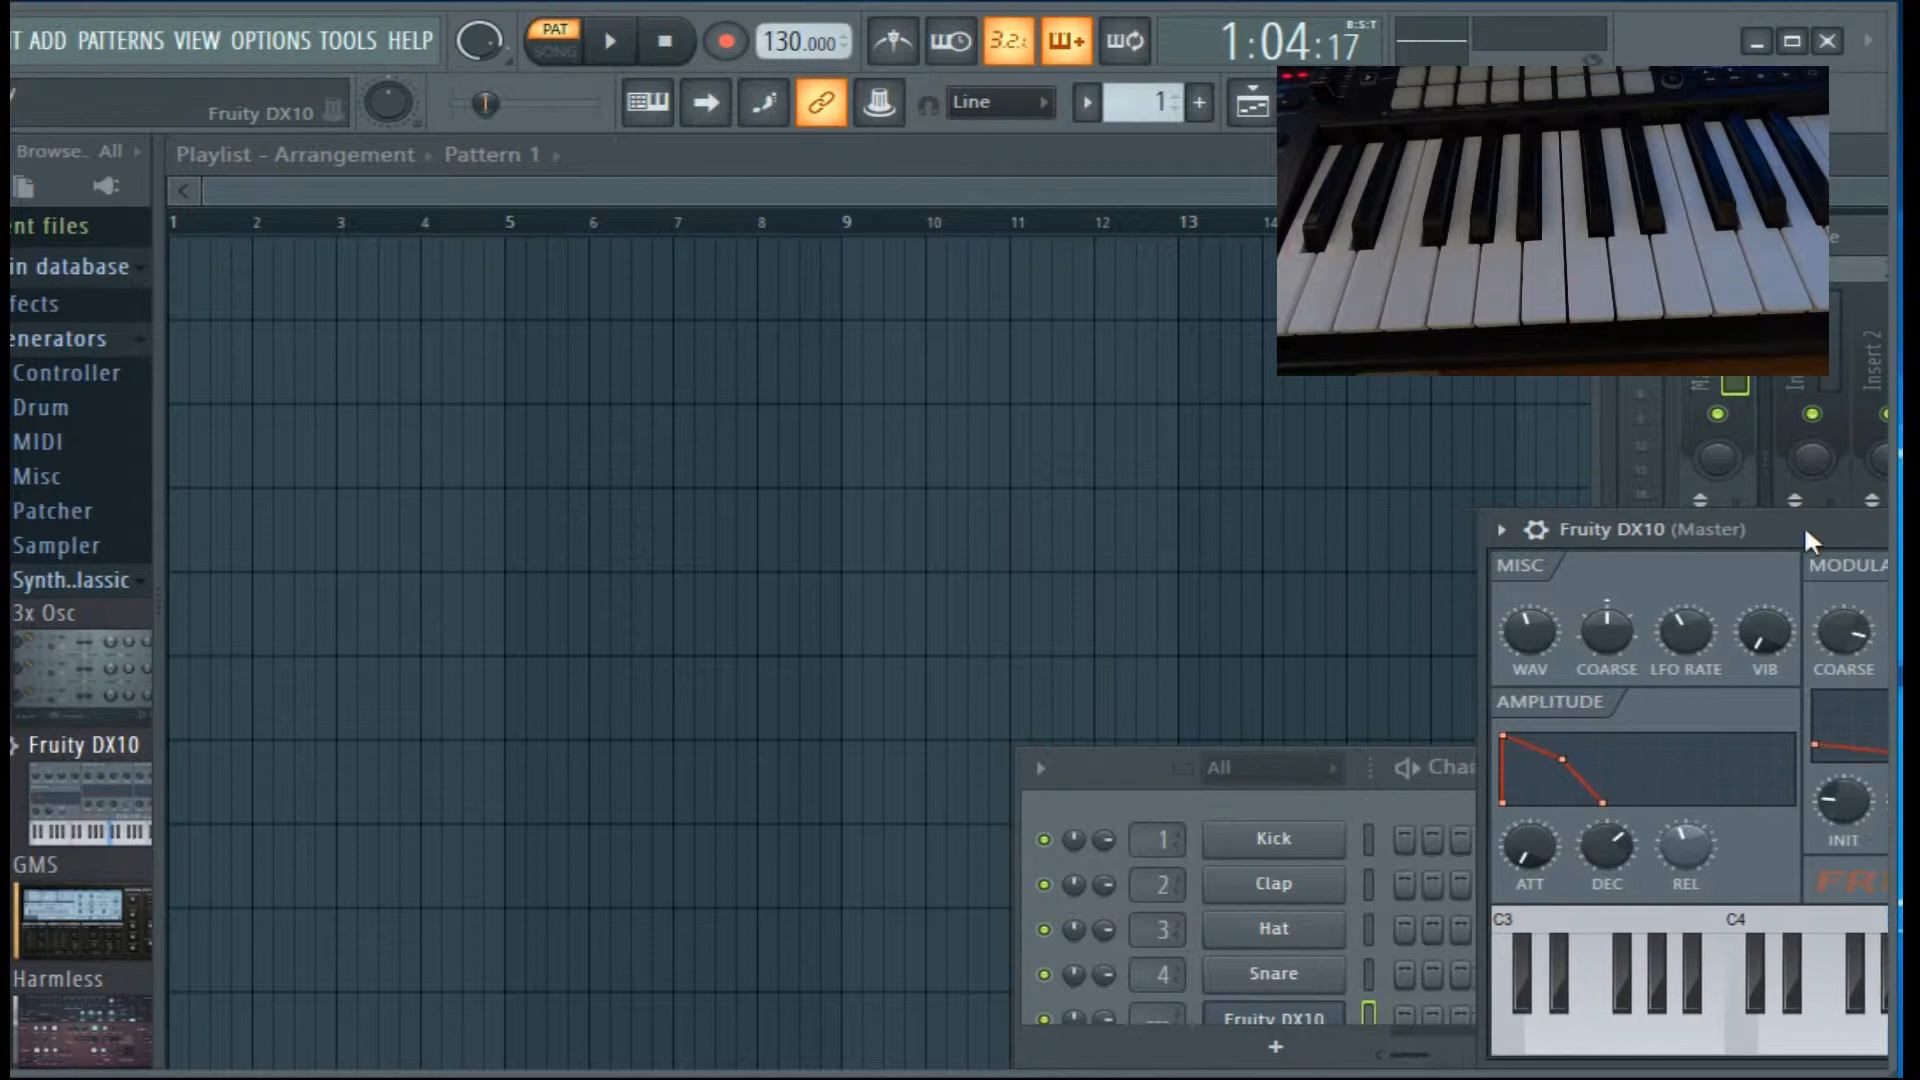 T ADD PATTERNS VIEW OPTIONS TOOLS HELP
PAT
SONG
130.000
3.2.
1:04:17
B:S:T
Fruity DX10
Line
1
Browse.. All
Playlist - Arrangement
Pattern 1
1 2 3 4 5 6 7 8 9 10 11 12 13 14
nt files
in database
fects
enerators
Controller
Drum
MIDI
Misc
Patcher
Sampler
Synth..lassic
3x Osc
Fruity DX10
GMS
Harmless
Insert 2
Fruity DX10 (Master)
MISC
MODULA
WAV
COARSE
LFO RATE
VIB
COARSE
AMPLITUDE
INIT
ATT
DEC
REL
FR
C3
C4
All
Chan
1 Kick
2 Clap
3 Hat
4 Snare
--- Fruity DX10
+